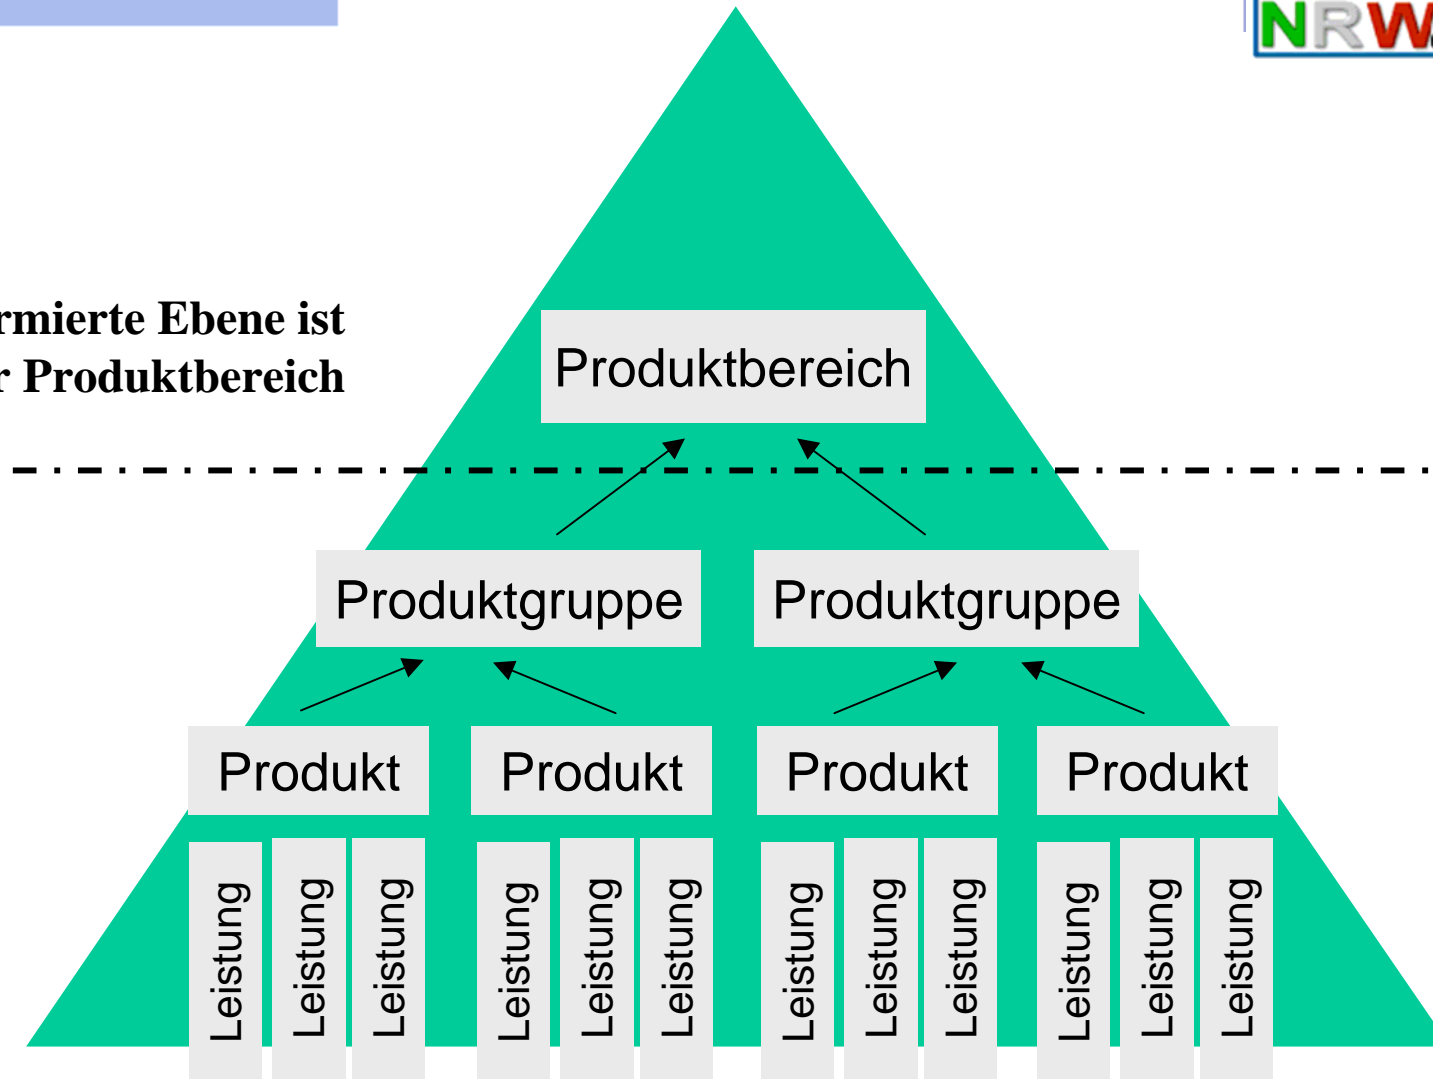 NRW
rmierte Ebene ist
r Produktbereich
Produktbereich
Produktgruppe Produktgruppe
Produkt Produkt Produkt Produkt
Leistung Leistung Leistung Leistung Leistung Leistung Leistung Leistung Leistung Leistung Leistung Leistung